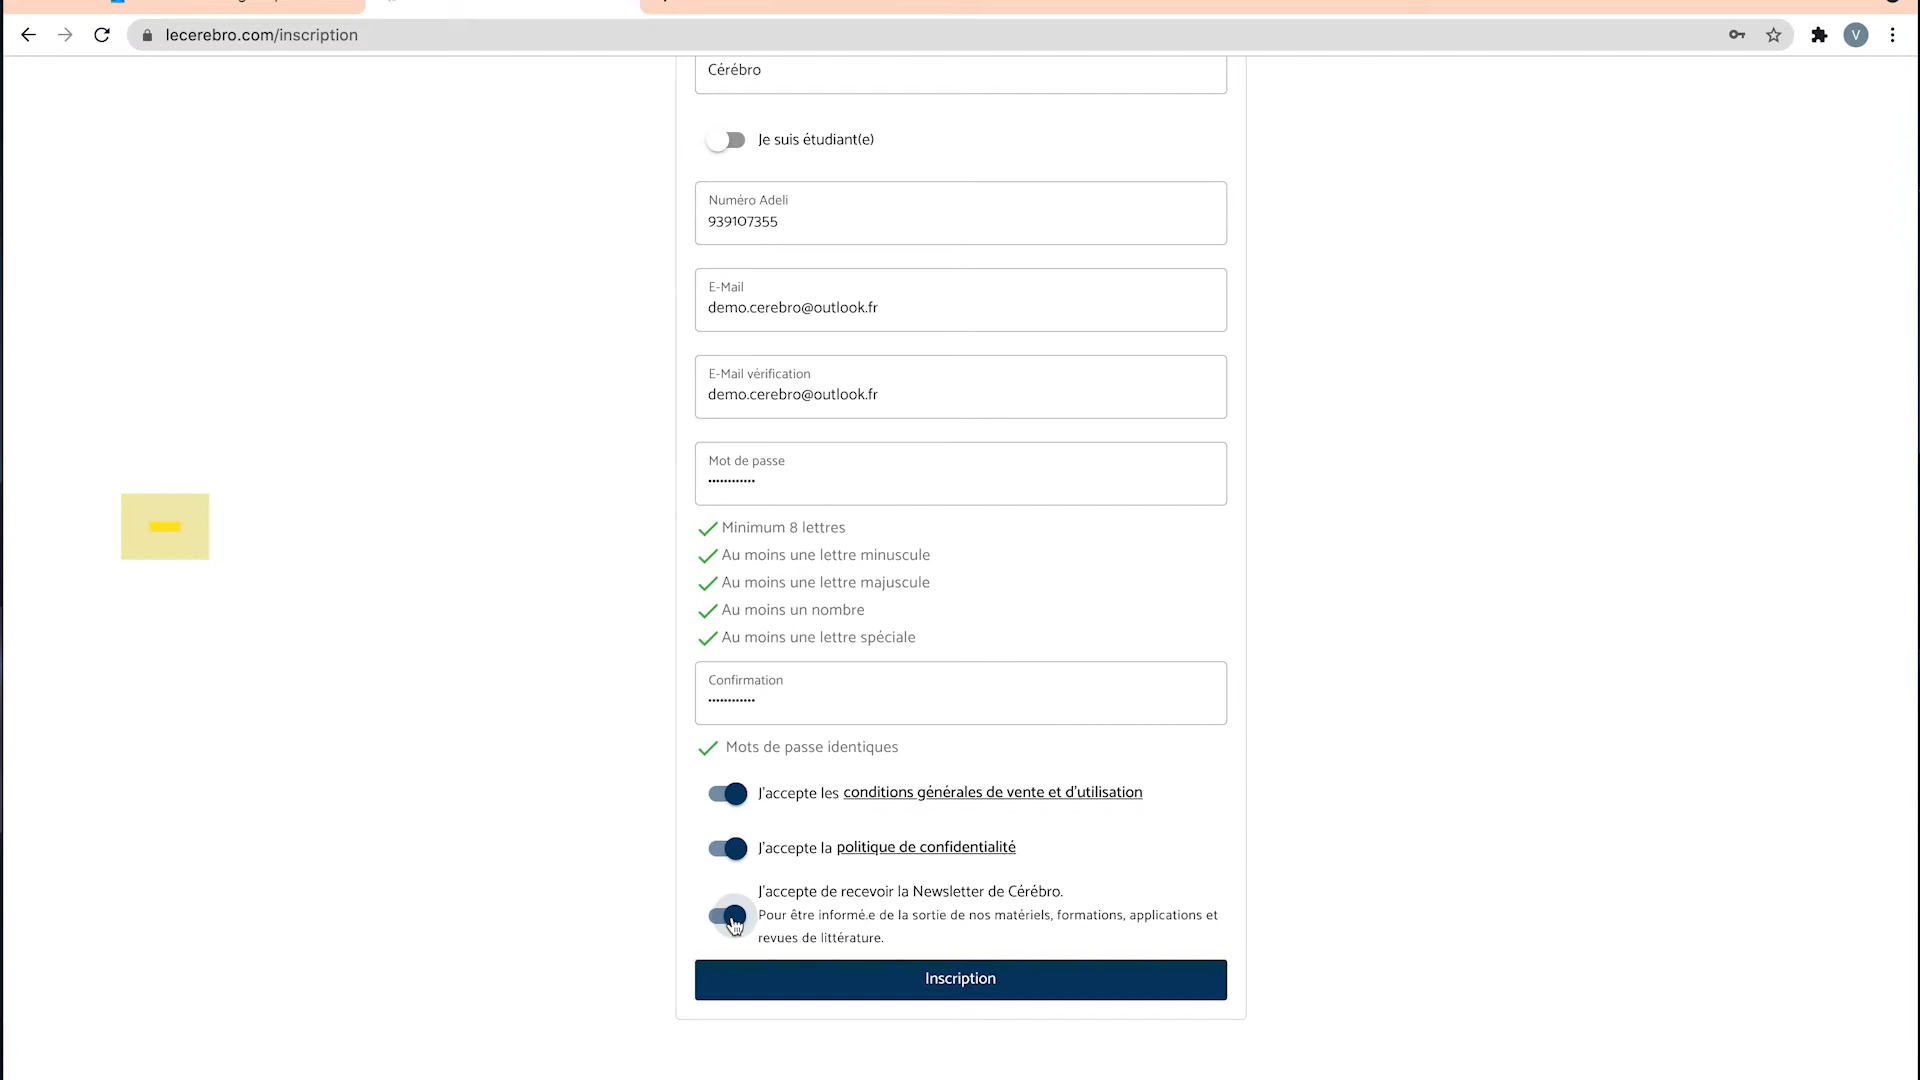 lecerebro.com/inscription
V
Cérébro
Je suis étudiant(e)
Numéro Adeli
939107355
E-Mail
demo.cerebro@outlook.fr
E-Mail vérification
demo.cerebro@outlook.fr
Mot de passe
••••••••••••
Minimum 8 lettres
Au moins une lettre minuscule
Au moins une lettre majuscule
Au moins un nombre
Au moins une lettre spéciale
Confirmation
••••••••••••
Mots de passe identiques
J'accepte les conditions générales de vente et d'utilisation
J'accepte la politique de confidentialité
J'accepte de recevoir la Newsletter de Cérébro.
Pour être informé.e de la sortie de nos matériels, formations, applications et
revues de littérature.
Inscription